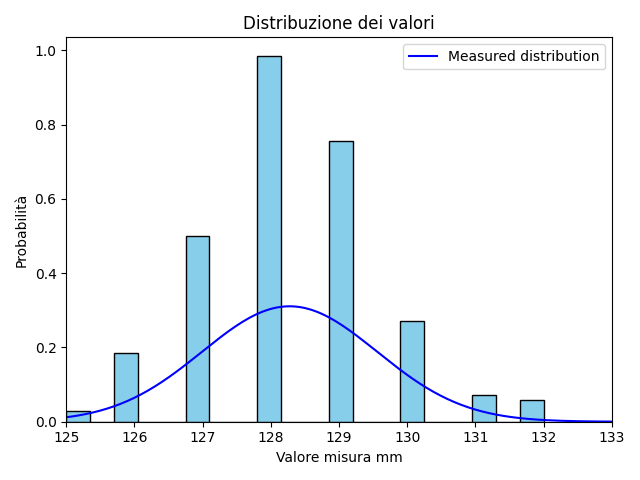 Distribuzione dei valori
Measured distribution
1.0
0.8
0.6
0.4
0.2
0.0
Probabilità
125 126 127 128 129 130 131 132 133
Valore misura mm